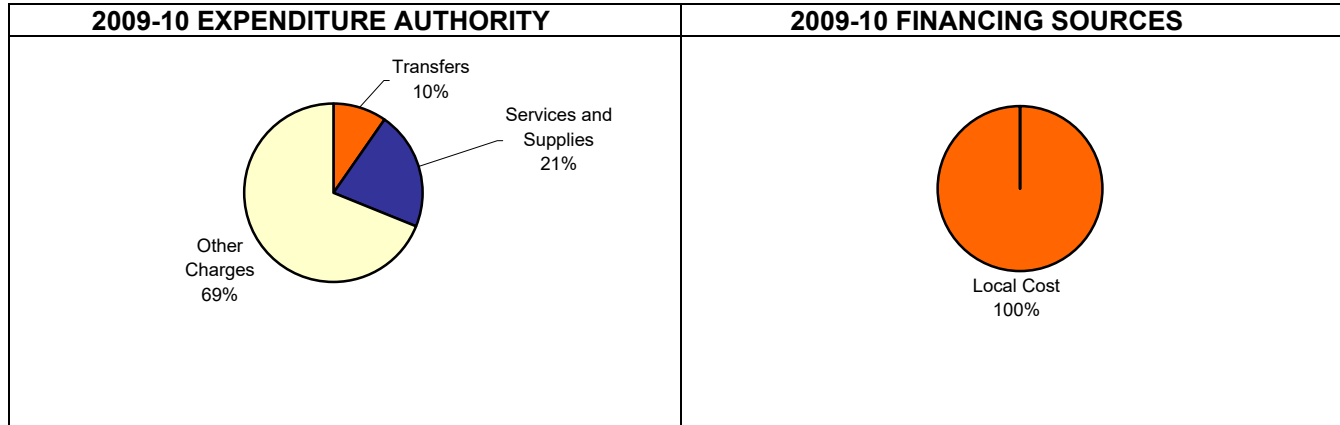 2009-10 EXPENDITURE AUTHORITY
Transfers
10%
Services and
Supplies
21%
Other
Charges
69%
2009-10 FINANCING SOURCES
Local Cost
100%